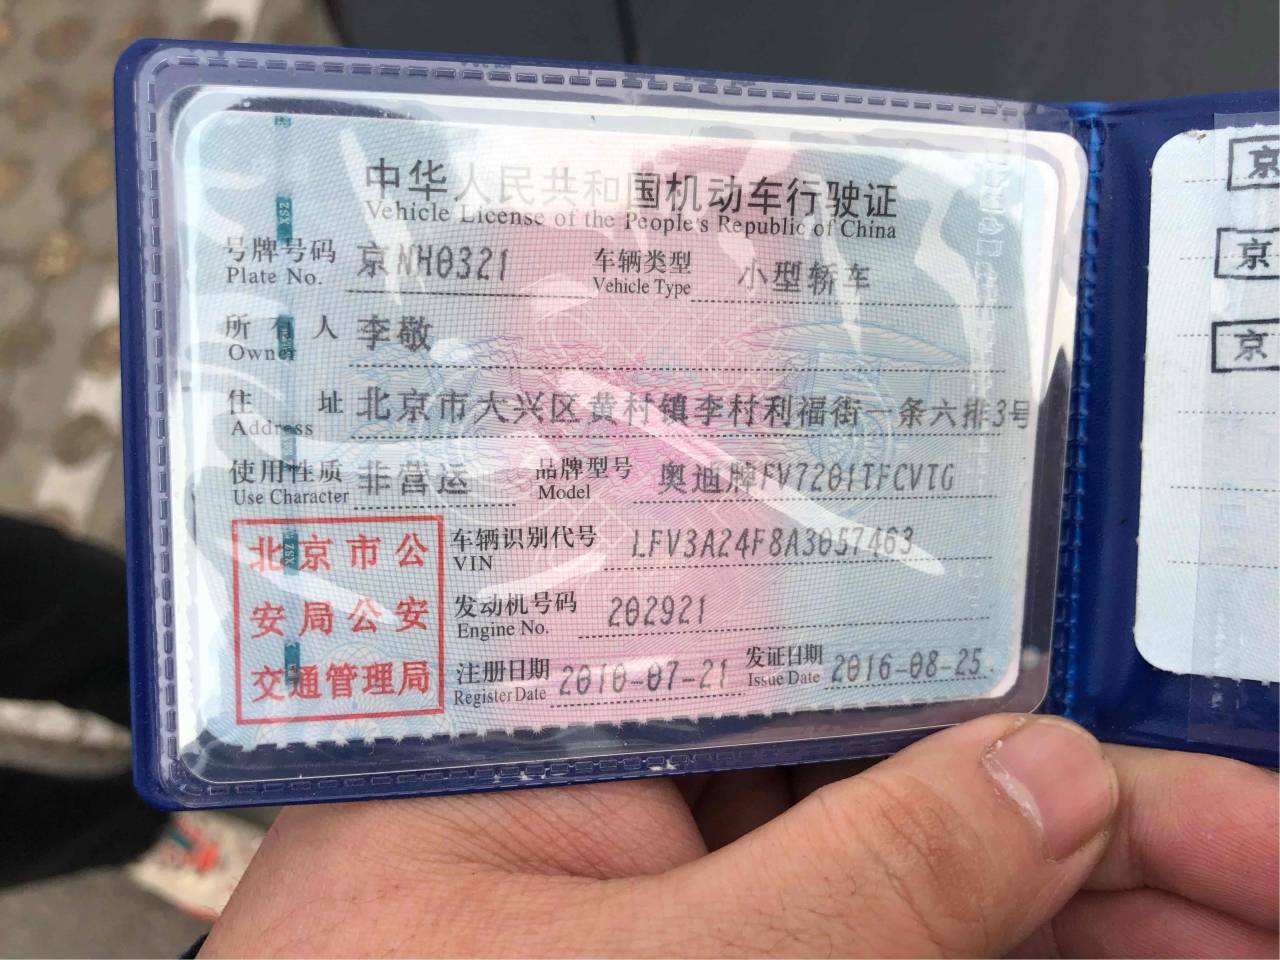 中华人民共和国机动车行驶证
Vehicle License of the People's Republic of China
号牌号码 京NH0321 车辆类型 小型轿车
Plate No. Vehicle Type
所有人 李敬
Owner
住址 北京市大兴区黄村镇李村利福街一条六排3号
Address
使用性质 非营运 品牌型号 奥迪牌FV7201TFCVTG
Use Character Model
北京市公
安局公安
交通管理局
车辆识别代号 LFV3A24F8A3057463
VIN
发动机号码 202921
Engine No.
注册日期 2010-07-21 发证日期 2016-08-25
Register Date Issue Date
京
京
京
XSZ
XSZ